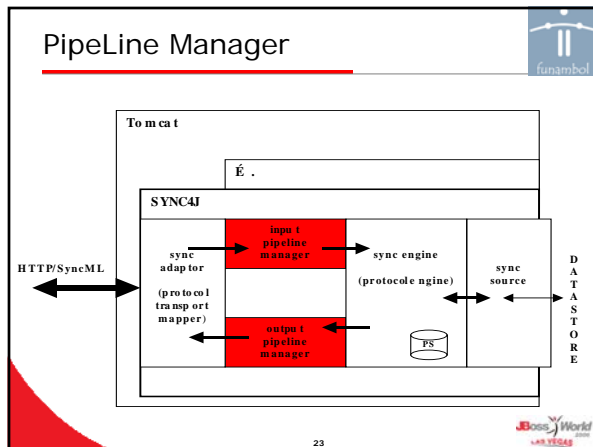 PipeLine Manager
funambol
Tomcat
É .
SYNC4J
input
pipeline
manager
sync
adaptor
(protocol
transport
mapper)
HTTP/SyncML
sync engine
(protocole ngine)
sync
source
output
pipeline
manager
PS
D
A
T
A
S
T
O
R
E
23
JBoss World
2005
LAS VEGAS